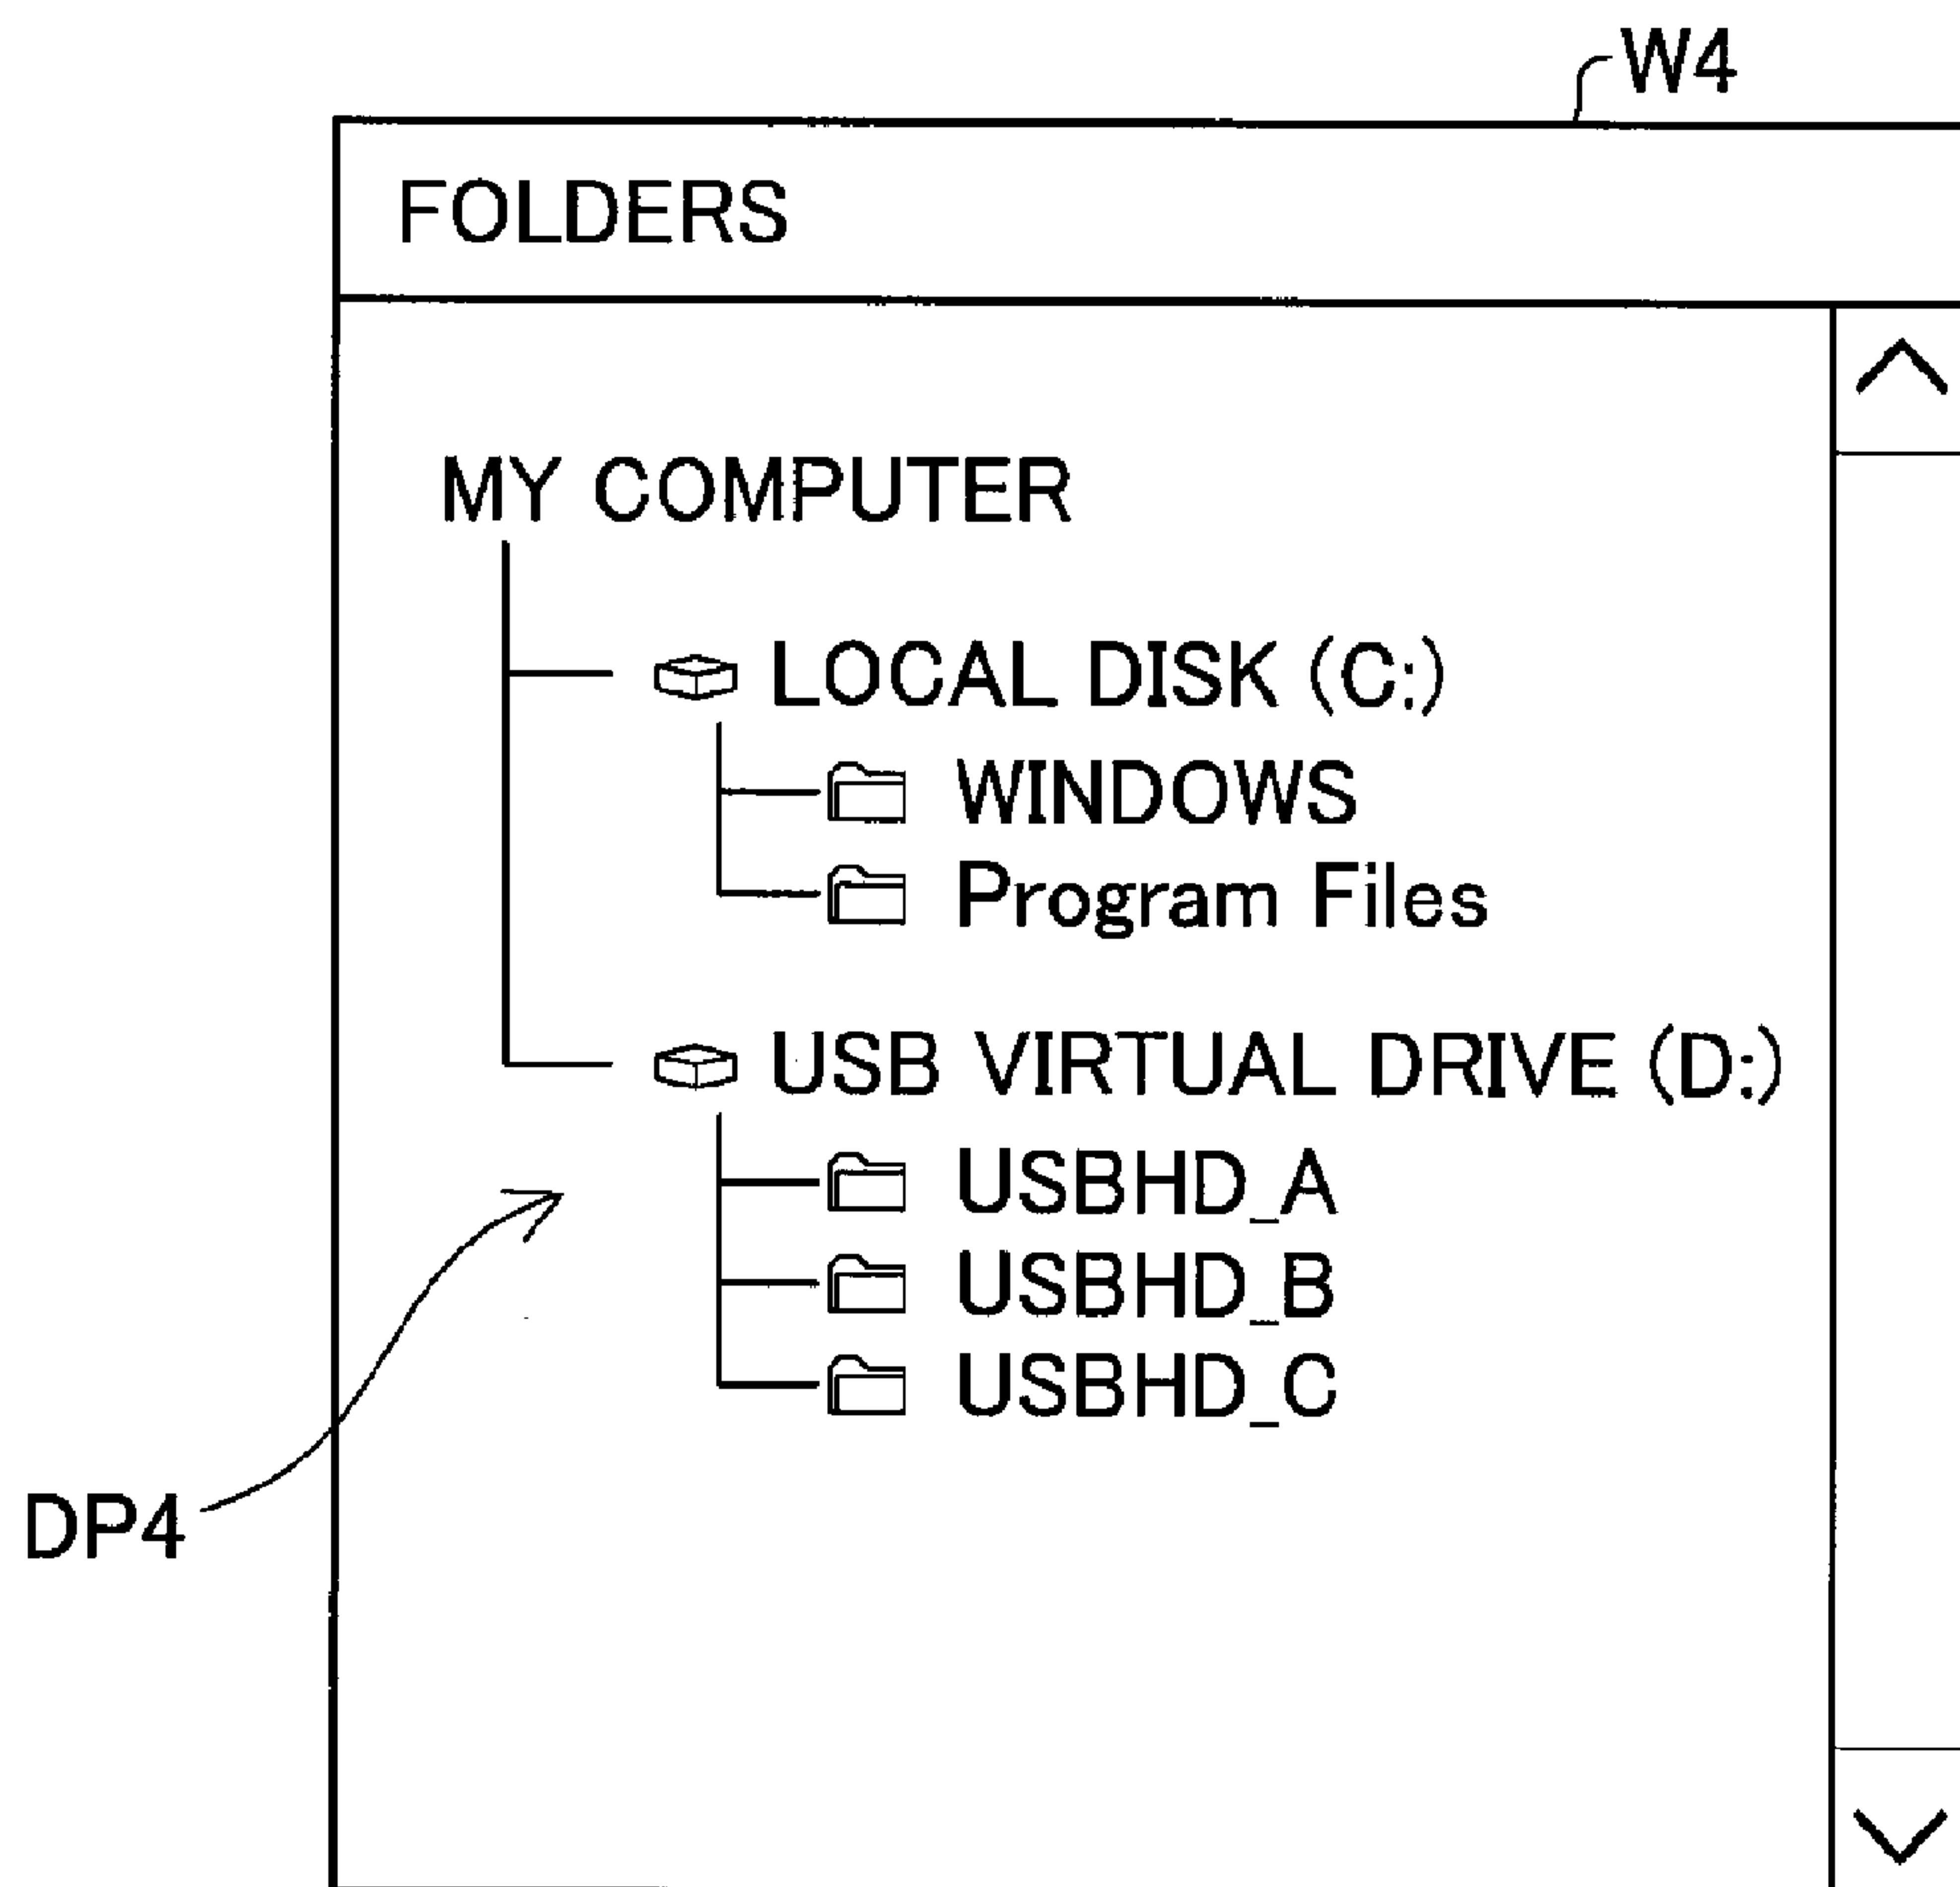 W4
FOLDERS
MY COMPUTER
LOCAL DISK (C:)
WINDOWS
Program Files
USB VIRTUAL DRIVE (D:)
USBHD_A
USBHD_B
USBHD_C
DP4